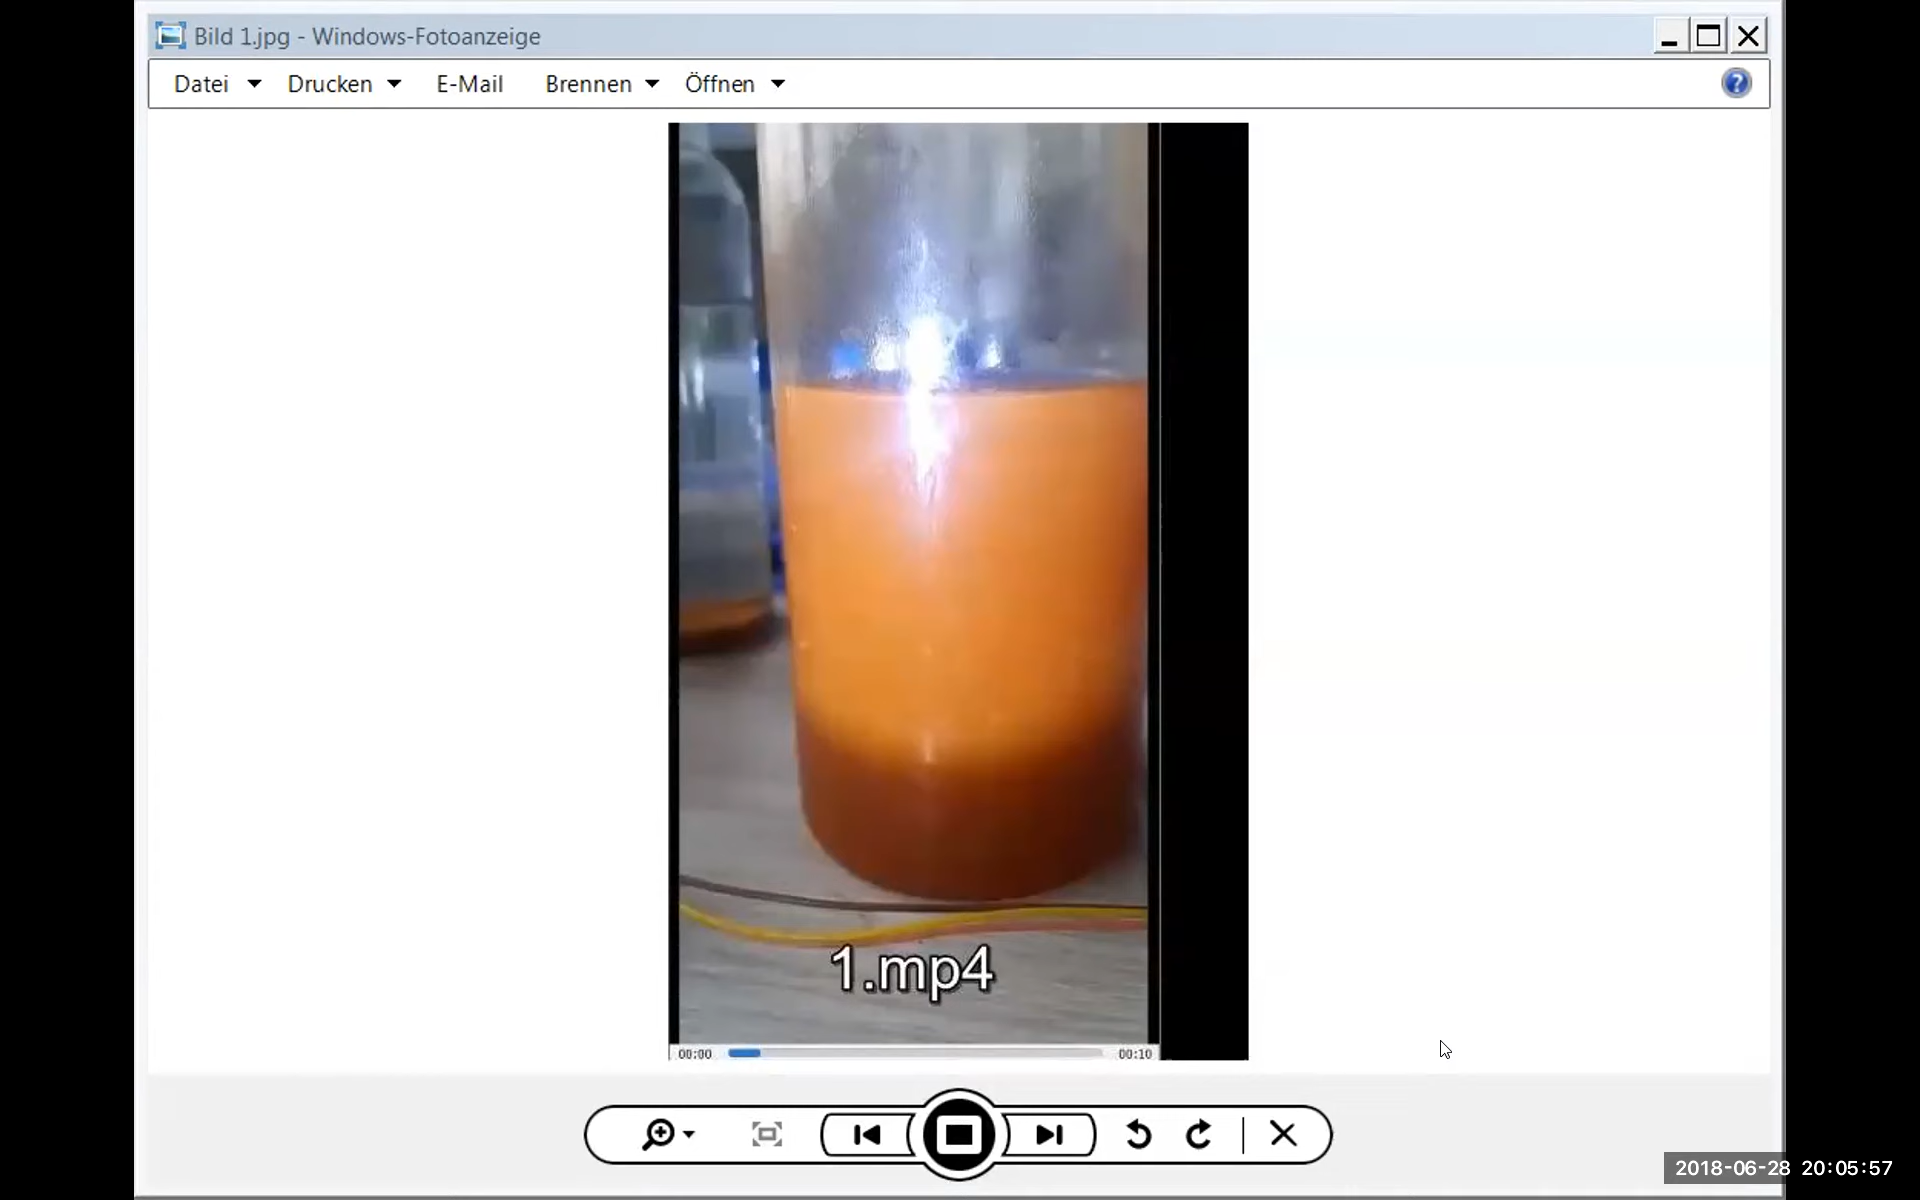 Bild 1.jpg - Windows-Fotoanzeige
Datei Drucken E-Mail Brennen Öffnen
1.mp4
00:00 00:10
2018-06-28 20:05:57